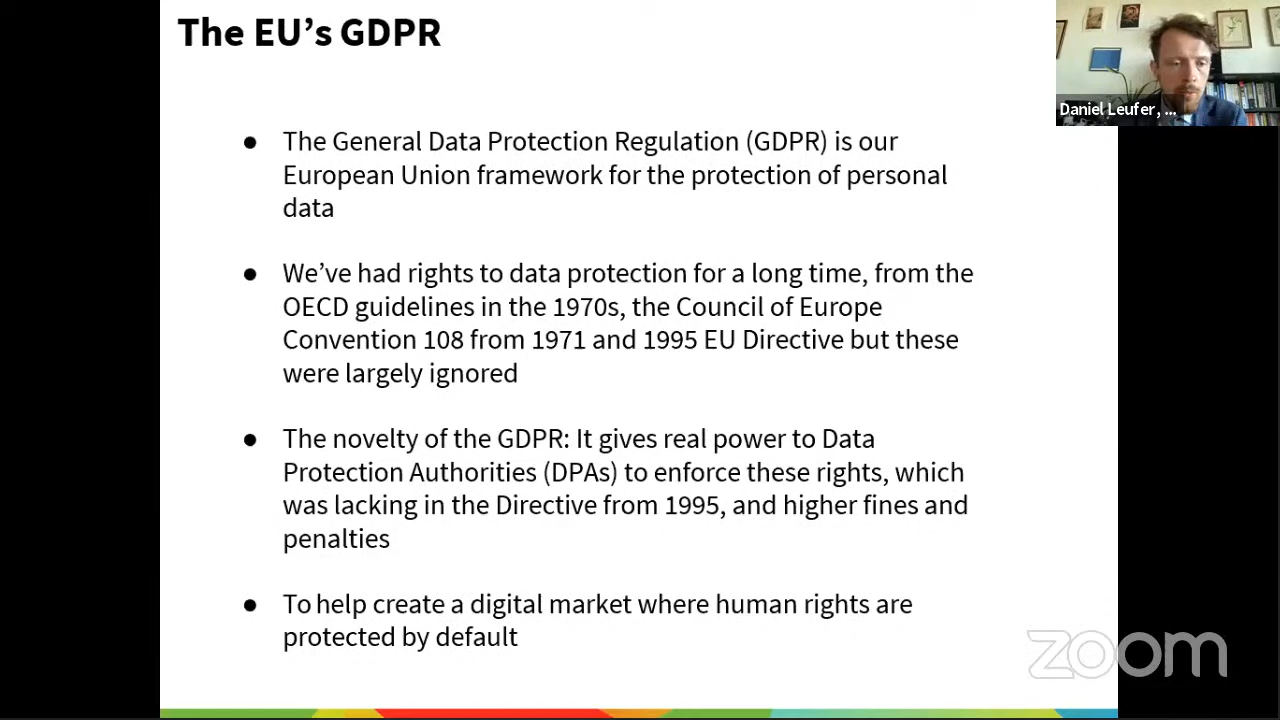 The EU’s GDPR
Daniel Leufer, ...
● The General Data Protection Regulation (GDPR) is our
European Union framework for the protection of personal
data
● We’ve had rights to data protection for a long time, from the
OECD guidelines in the 1970s, the Council of Europe
Convention 108 from 1971 and 1995 EU Directive but these
were largely ignored
● The novelty of the GDPR: It gives real power to Data
Protection Authorities (DPAs) to enforce these rights, which
was lacking in the Directive from 1995, and higher fines and
penalties
● To help create a digital market where human rights are
protected by default
zoom